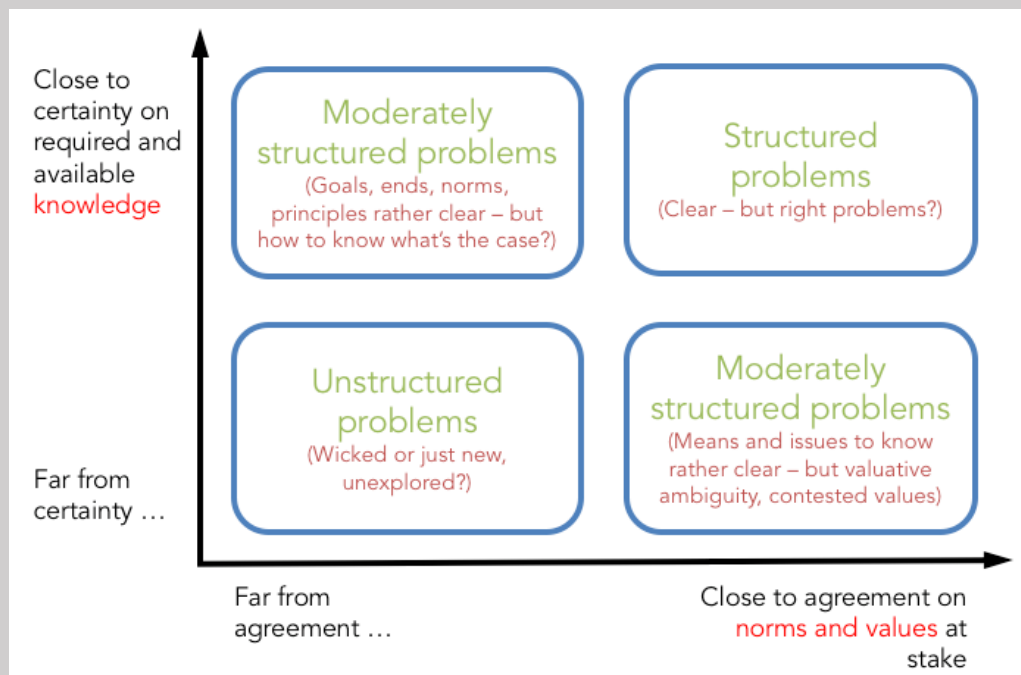 Close to
certainty on
required and
available
knowledge
Moderately
structured problems
(Goals, ends, norms,
principles rather clear – but
how to know what's the case?)
Structured
problems
(Clear – but right problems?)
Far from
certainty …
Unstructured
problems
(Wicked or just new,
unexplored?)
Moderately
structured problems
(Means and issues to know
rather clear – but valuative
ambiguity, contested values)
Far from
agreement …
Close to agreement on
norms and values at
stake